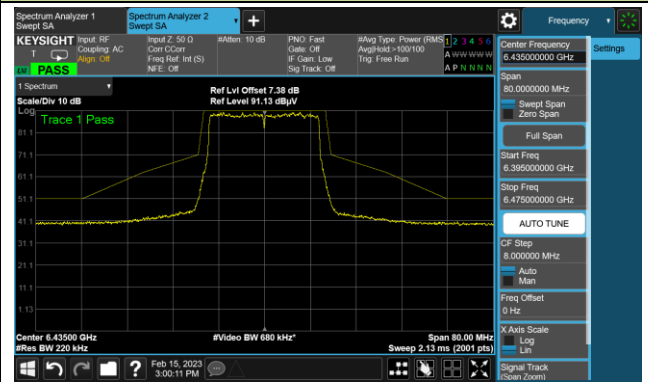 Spectrum Analyzer 1
Swept SA
Spectrum Analyzer 2
Swept SA
+
Frequency
KEYSIGHT
Input: RF
Coupling: AC
Align: Off
Input Z: 50 Ω
Corr CCorr
Freq Ref: Int (S)
NFE: Off
#Atten: 10 dB
PNO: Fast
Gate: Off
IF Gain: Low
Sig Track: Off
#Avg Type: Power (RMS
Avg|Hold:>100/100
Trig: Free Run
1 2 3 4 5 6
A W W W W W
A P N N N N
T
LW PASS
Center Frequency
6.435000000 GHz
Settings
Span
80.0000000 MHz
Swept Span
Zero Span
Full Span
Start Freq
6.395000000 GHz
Stop Freq
6.475000000 GHz
AUTO TUNE
CF Step
8.000000 MHz
Auto
Man
Freq Offset
0 Hz
X Axis Scale
Log
Lin
Signal Track
(Span Zoom)
1 Spectrum
Scale/Div 10 dB
Ref Lvl Offset 7.38 dB
Ref Level 91.13 dBµV
Log
Trace 1 Pass
81.1
71.1
61.1
51.1
41.1
31.1
21.1
11.1
1.13
Center 6.43500 GHz
#Video BW 680 kHz*
Span 80.00 MHz
#Res BW 220 kHz
Sweep 2.13 ms (2001 pts)
?
Feb 15, 2023
3:00:11 PM